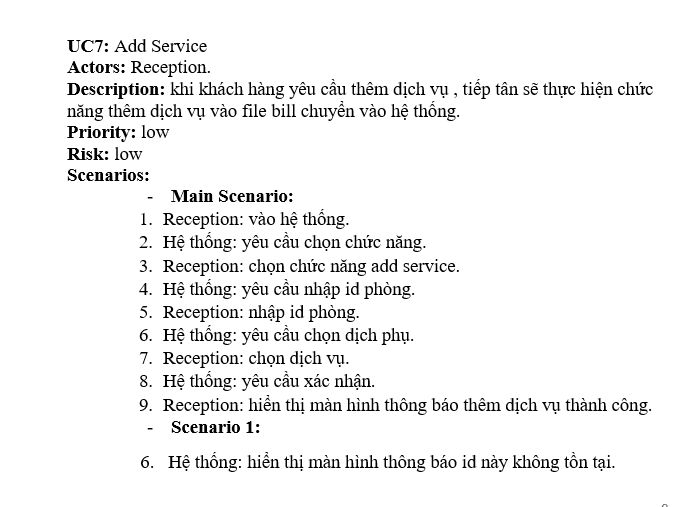 UC7: Add Service
Actors: Reception.
Description: khi khách hàng yêu cầu thêm dịch vụ , tiếp tân sẽ thực hiện chức
năng thêm dịch vụ vào file bill chuyển vào hệ thống.
Priority: low
Risk: low
Scenarios:
- Main Scenario:
1. Reception: vào hệ thống.
2. Hệ thống: yêu cầu chọn chức năng.
3. Reception: chọn chức năng add service.
4. Hệ thống: yêu cầu nhập id phòng.
5. Reception: nhập id phòng.
6. Hệ thống: yêu cầu chọn dịch phụ.
7. Reception: chọn dịch vụ.
8. Hệ thống: yêu cầu xác nhận.
9. Reception: hiển thị màn hình thông báo thêm dịch vụ thành công.
- Scenario 1:
6. Hệ thống: hiển thị màn hình thông báo id này không tồn tại.